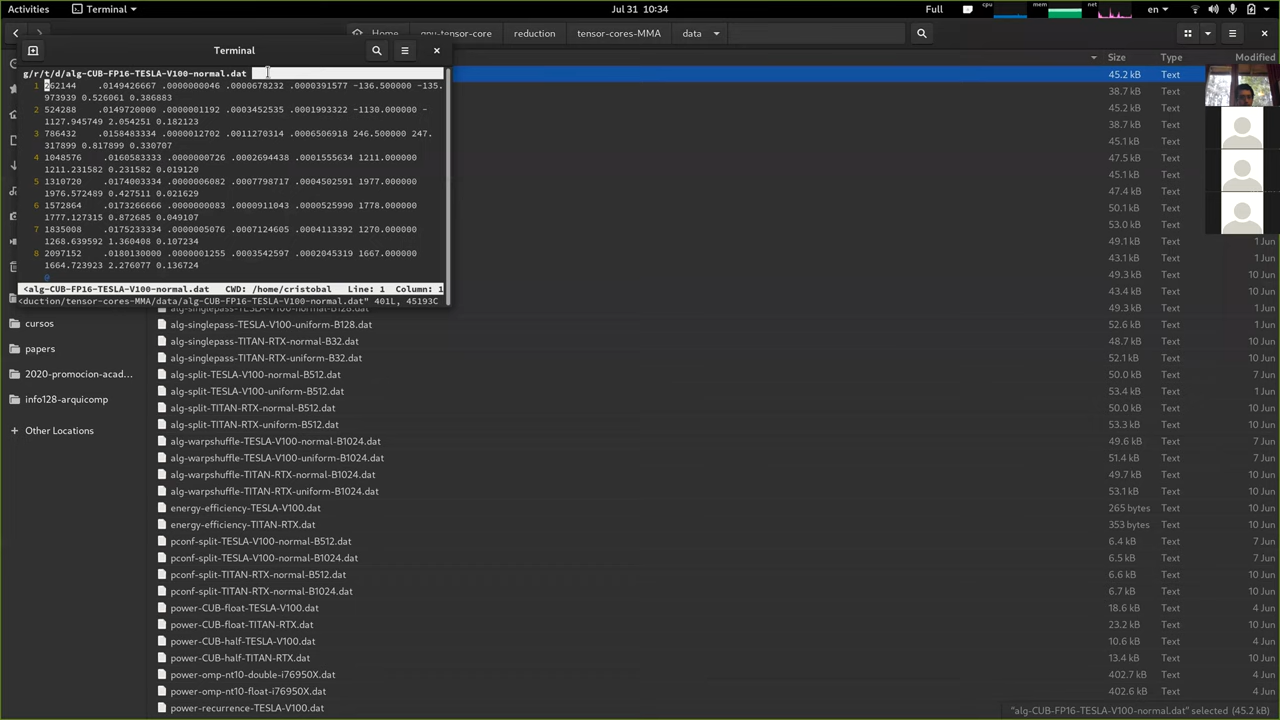 Activities
Terminal
Jul 31 10:34
Full
cpu
mem
net
en
Home
gpu-tensor-core
reduction
tensor-cores-MMA
data
Terminal
Size
Type
Modified
g/r/t/d/alg-CUB-FP16-TESLA-V100-normal.dat
1 262144 .0149426667 .0000000046 .0000678232 .0000391577 -136.500000 -135.
973939 0.526061 0.386883
2 524288 .014972000 .0000001192 .0003452535 .0001993322 -1130.000000 -
1127.945749 2.054251 0.182123
3 786432 .0158483334 .0000012702 .0011270314 .0006506918 246.500000 247.
317899 0.817899 0.330707
4 1048576 .0160583333 .0000000726 .0002694438 .0001555634 1211.000000
1211.231582 0.231582 0.019120
5 1310720 .0174003334 .0000006082 .0007798717 .0004502591 1977.000000
1976.572489 0.427511 0.021629
6 1572864 .0173266666 .0000000083 .0000911043 .0000525990 1778.000000
1777.127315 0.872685 0.049107
7 1835008 .0175233334 .0000005076 .0007124605 .0004113392 1270.000000
1268.639592 1.360408 0.107234
8 2097152 .0180130000 .0000001255 .0003542597 .0002045319 1667.000000
1664.723923 2.276077 0.136724
@
<alg-CUB-FP16-TESLA-V100-normal.dat CWD: /home/cristobal Line: 1 Column: 1
<duction/tensor-cores-MMA/data/alg-CUB-FP16-TESLA-V100-normal.dat" 401L, 45193C
45.2 kB Text
38.7 kB Text
45.2 kB Text
38.7 kB Text
45.1 kB Text
47.5 kB Text
45.1 kB Text
47.4 kB Text
50.1 kB Text
53.0 kB Text
49.1 kB Text 1 Jun
53.1 kB Text 10 Jun
49.3 kB Text 10 Jun
43.4 kB Text 10 Jun
49.3 kB Text 1 Jun
cursos
alg-singlepass-TESLA-V100-uniform-B128.dat 52.6 kB Text 1 Jun
alg-singlepass-TITAN-RTX-normal-B32.dat 48.7 kB Text 10 Jun
papers
alg-singlepass-TITAN-RTX-uniform-B32.dat 52.1 kB Text 10 Jun
2020-promocion-acad...
alg-split-TESLA-V100-normal-B512.dat 50.0 kB Text 7 Jun
info128-arquicomp
alg-split-TESLA-V100-uniform-B512.dat 53.4 kB Text 1 Jun
alg-split-TITAN-RTX-normal-B512.dat 50.0 kB Text 10 Jun
Other Locations
alg-split-TITAN-RTX-uniform-B512.dat 53.3 kB Text 10 Jun
alg-warpshuffle-TESLA-V100-normal-B1024.dat 49.6 kB Text 7 Jun
alg-warpshuffle-TESLA-V100-uniform-B1024.dat 51.4 kB Text 7 Jun
alg-warpshuffle-TITAN-RTX-normal-B1024.dat 49.7 kB Text 10 Jun
alg-warpshuffle-TITAN-RTX-uniform-B1024.dat 53.1 kB Text 10 Jun
energy-efficiency-TESLA-V100.dat 265 bytes Text 7 Jun
energy-efficiency-TITAN-RTX.dat 353 bytes Text 10 Jun
pconf-split-TESLA-V100-normal-B512.dat 6.4 kB Text 7 Jun
pconf-split-TESLA-V100-normal-B1024.dat 6.5 kB Text 7 Jun
pconf-split-TITAN-RTX-normal-B512.dat 6.6 kB Text 10 Jun
pconf-split-TITAN-RTX-normal-B1024.dat 6.7 kB Text 10 Jun
power-CUB-float-TESLA-V100.dat 18.6 kB Text 4 Jun
power-CUB-float-TITAN-RTX.dat 23.2 kB Text 10 Jun
power-CUB-half-TESLA-V100.dat 10.6 kB Text 4 Jun
power-CUB-half-TITAN-RTX.dat 13.4 kB Text 10 Jun
power-omp-nt10-double-i76950X.dat 402.7 kB Text 4 Jun
power-omp-nt10-float-i76950X.dat 402.6 kB Text 4 Jun
power-recurrence-TESLA-V100.dat
"alg-CUB-FP16-TESLA-V100-normal.dat" selected (45.2 kB)